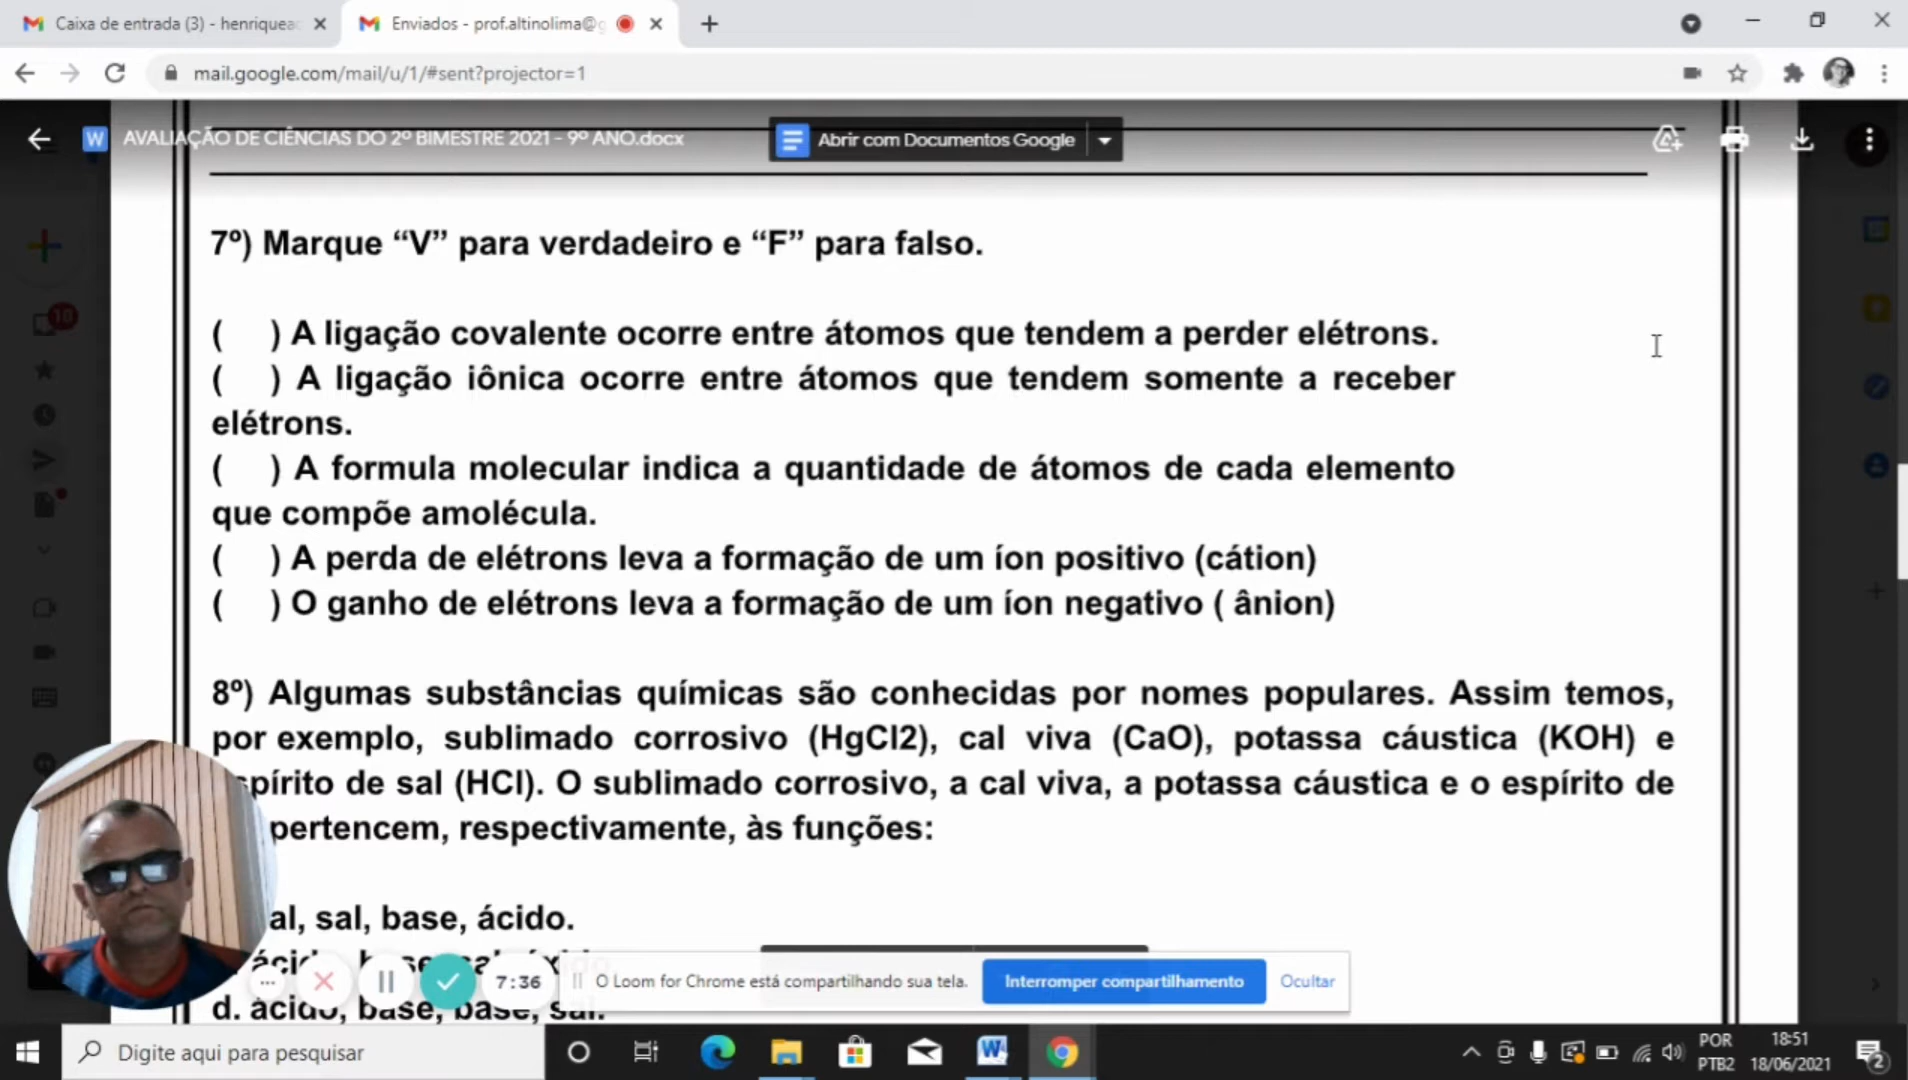 Caixa de entrada (3) - henriqueac
Enviados - prof.altinolima@g
mail.google.com/mail/u/1/#sent?projector=1
W AVALIAÇÃO DE CIÊNCIAS DO 2º BIMESTRE 2021 - 9º ANO.docx
Abrir com Documentos Google
7º) Marque “V” para verdadeiro e “F” para falso.
( ) A ligação covalente ocorre entre átomos que tendem a perder elétrons.
( ) A ligação iônica ocorre entre átomos que tendem somente a receber
elétrons.
( ) A formula molecular indica a quantidade de átomos de cada elemento
que compõe amolécula.
( ) A perda de elétrons leva a formação de um íon positivo (cátion)
( ) O ganho de elétrons leva a formação de um íon negativo ( ânion)
8º) Algumas substâncias químicas são conhecidas por nomes populares. Assim temos,
por exemplo, sublimado corrosivo (HgCl2), cal viva (CaO), potassa cáustica (KOH) e
pírito de sal (HCl). O sublimado corrosivo, a cal viva, a potassa cáustica e o espírito de
pertencem, respectivamente, às funções:
al, sal, base, ácido.
d. ácido, base, base, sal.
18
7:36
O Loom for Chrome está compartilhando sua tela.
Interromper compartilhamento
Ocultar
Digite aqui para pesquisar
POR
PTB2
18:51
18/06/2021
2